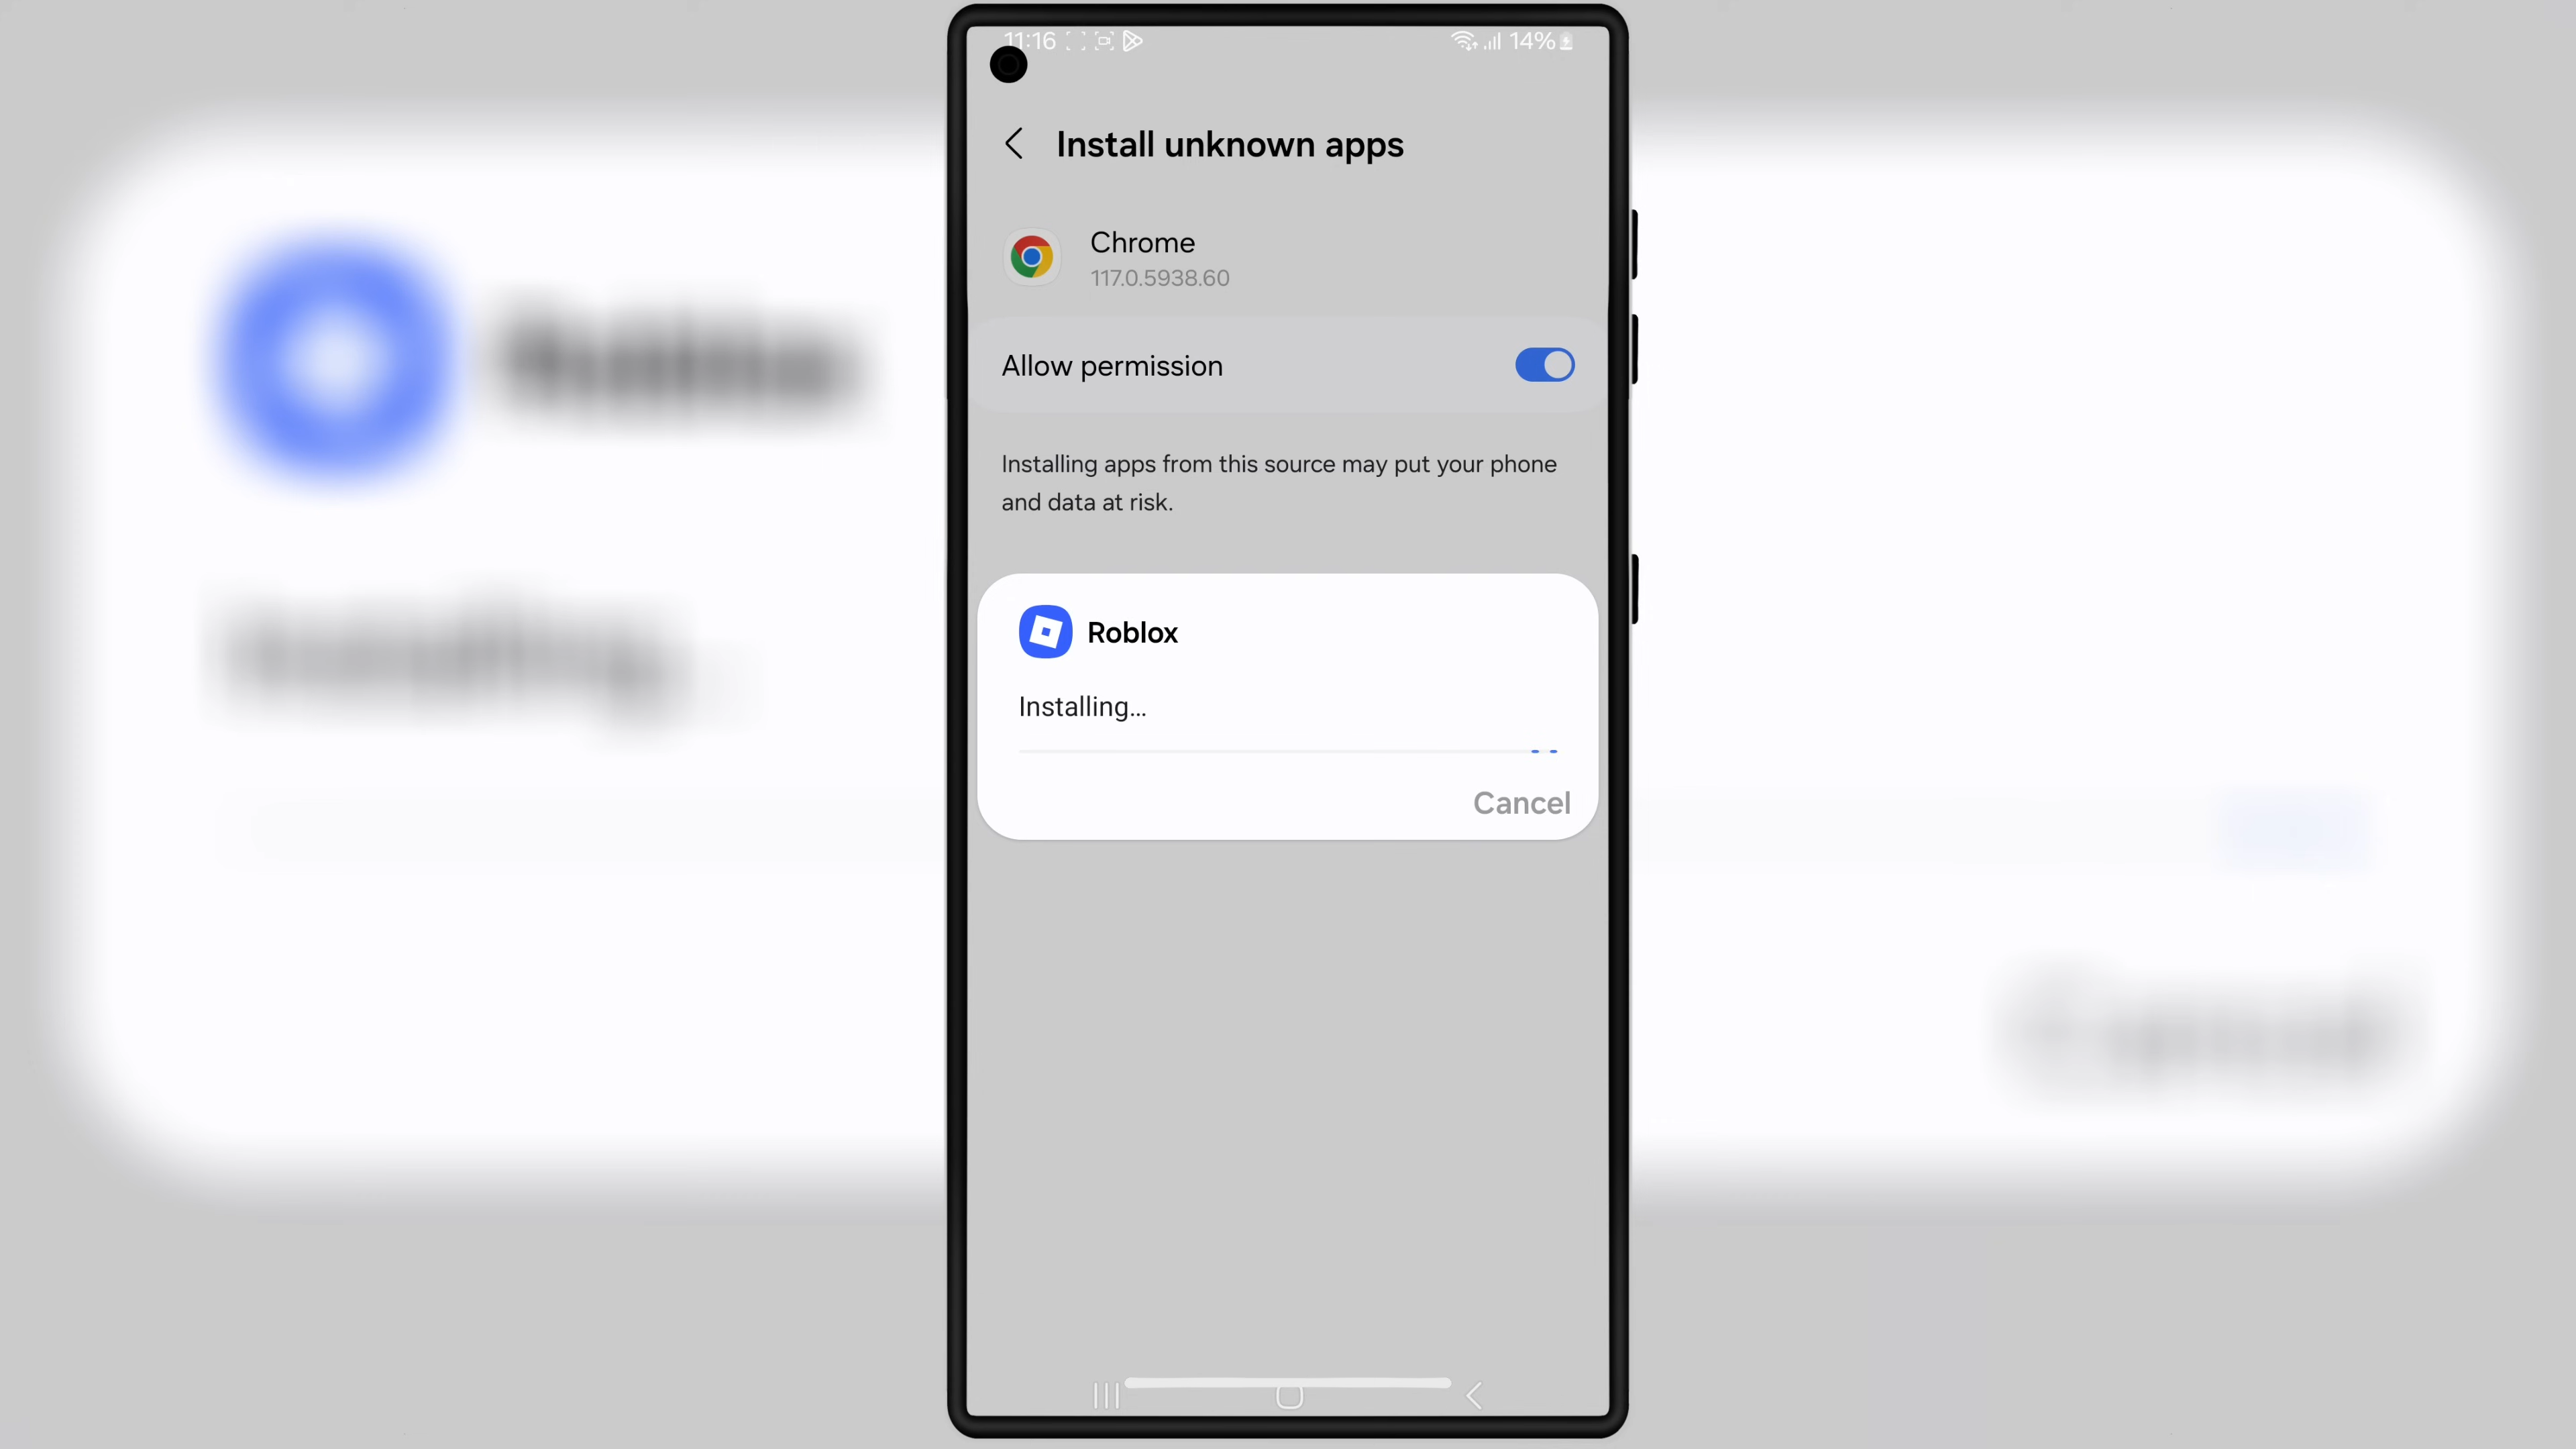 11:16
14%
Install unknown apps
Chrome
117.0.5938.60
Allow permission
Installing apps from this source may put your phone
and data at risk.
Roblox
Installing...
Cancel